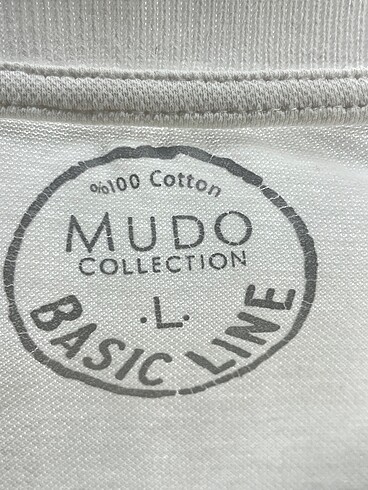 %100 Cotton
MUDO
COLLECTION
.L.
BASIC LINE